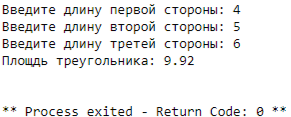 Введите длину первой стороны: 4
Введите длину второй стороны: 5
Введите длину третей стороны: 6
Площдь треугольника: 9.92
** Process exited - Return Code: 0 **